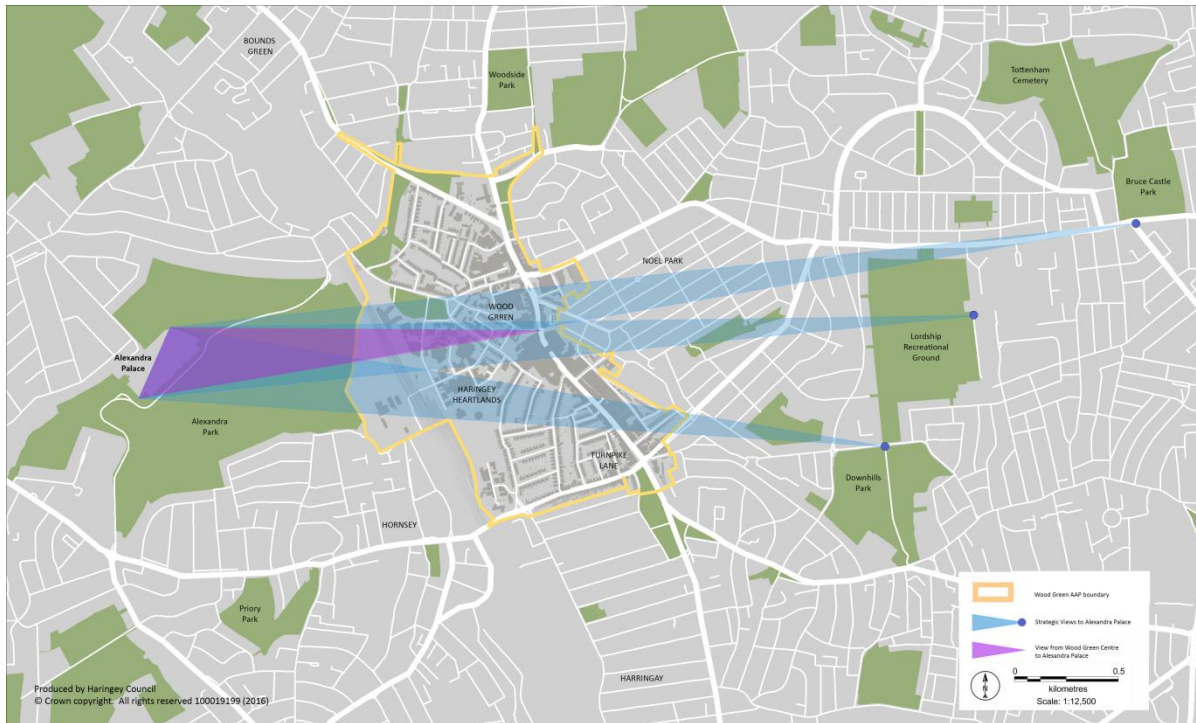 BOUNDS
GREEN
Woodside
Park
Tottenham
Cemetery
Bruce Castle
Park
NOEL PARK
WOOD
GRREN
Lordship
Recreational
Ground
Alexandra
Palace
HARINGEY
HEARTLANDS
Alexandra
Park
TURNPIKE
LANE
Downhills
Park
HORNSEY
Priory
Park
HARRINGAY
Wood Green AAP boundary
Strategic Views to Alexandra Palace
View from Wood Green Centre
to Alexandra Palace
N
0 0.5
kilometres
Scale: 1:12,500
Produced by Haringey Council
© Crown copyright. All rights reserved 100019199 (2016)